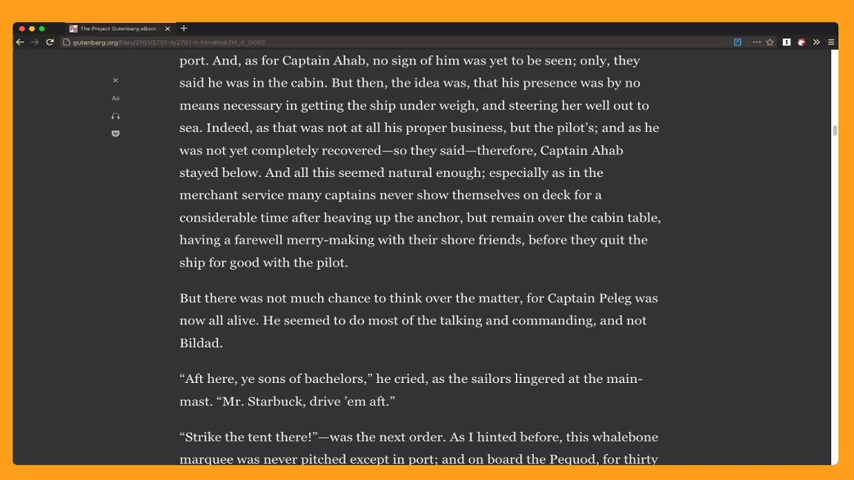 The Project Gutenberg eBook
gutenberg.org/files/2701/2701-h/2701-h.htm#link2H_4_0003
Aa
port. And, as for Captain Ahab, no sign of him was yet to be seen; only, they
said he was in the cabin. But then, the idea was, that his presence was by no
means necessary in getting the ship under weigh, and steering her well out to
sea. Indeed, as that was not at all his proper business, but the pilot’s; and as he
was not yet completely recovered—so they said—therefore, Captain Ahab
stayed below. And all this seemed natural enough; especially as in the
merchant service many captains never show themselves on deck for a
considerable time after heaving up the anchor, but remain over the cabin table,
having a farewell merry-making with their shore friends, before they quit the
ship for good with the pilot.
But there was not much chance to think over the matter, for Captain Peleg was
now all alive. He seemed to do most of the talking and commanding, and not
Bildad.
“Aft here, ye sons of bachelors,” he cried, as the sailors lingered at the main-
mast. “Mr. Starbuck, drive ’em aft.”
“Strike the tent there!”—was the next order. As I hinted before, this whalebone
marquee was never pitched except in port; and on board the Pequod, for thirty